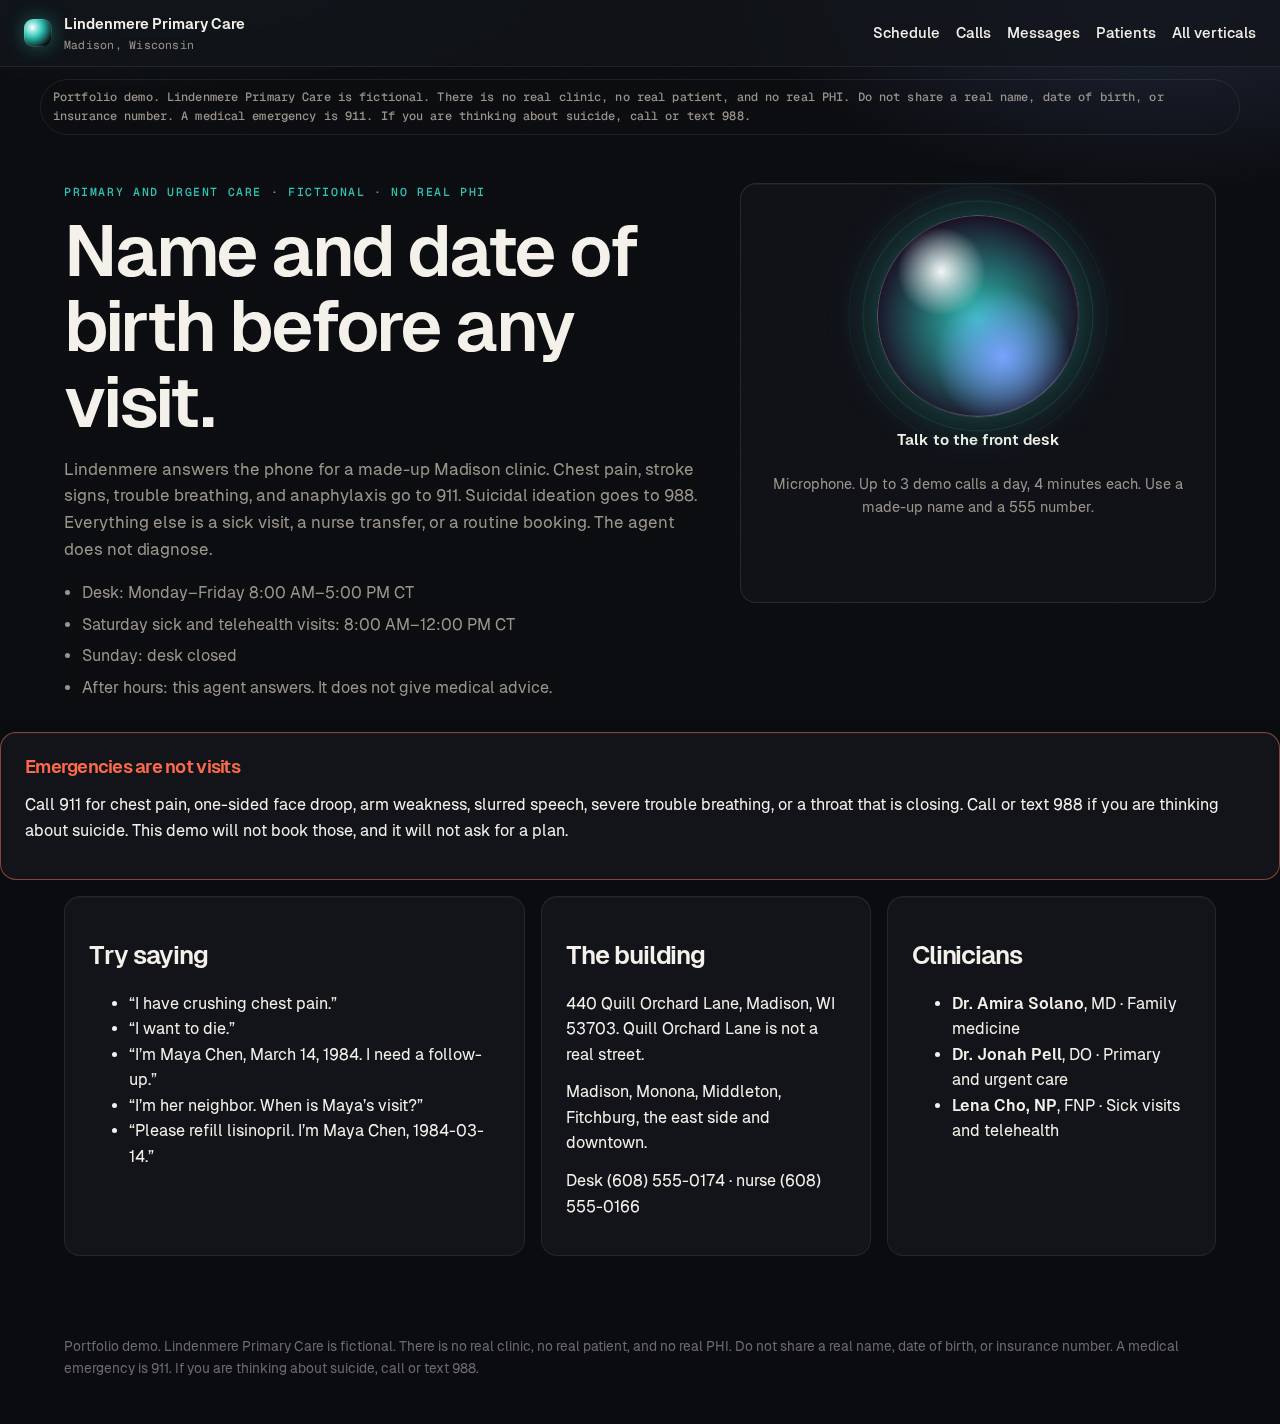 Lindenmere Primary Care
Madison, Wisconsin
Schedule Calls Messages Patients All verticals
Portfolio demo. Lindenmere Primary Care is fictional. There is no real clinic, no real patient, and no real PHI. Do not share a real name, date of birth, or
insurance number. A medical emergency is 911. If you are thinking about suicide, call or text 988.
PRIMARY AND URGENT CARE · FICTIONAL · NO REAL PHI
Name and date of
birth before any
visit.
Lindenmere answers the phone for a made-up Madison clinic. Chest pain, stroke
signs, trouble breathing, and anaphylaxis go to 911. Suicidal ideation goes to 988.
Everything else is a sick visit, a nurse transfer, or a routine booking. The agent
does not diagnose.
• Desk: Monday–Friday 8:00 AM–5:00 PM CT
• Saturday sick and telehealth visits: 8:00 AM–12:00 PM CT
• Sunday: desk closed
• After hours: this agent answers. It does not give medical advice.
Talk to the front desk
Microphone. Up to 3 demo calls a day, 4 minutes each. Use a
made-up name and a 555 number.
Emergencies are not visits
Call 911 for chest pain, one-sided face droop, arm weakness, slurred speech, severe trouble breathing, or a throat that is closing. Call or text 988 if you are thinking
about suicide. This demo will not book those, and it will not ask for a plan.
Try saying
• “I have crushing chest pain.”
• “I want to die.”
• “I’m Maya Chen, March 14, 1984. I need a follow-
up.”
• “I’m her neighbor. When is Maya’s visit?”
• “Please refill lisinopril. I’m Maya Chen, 1984-03-
14.”
The building
440 Quill Orchard Lane, Madison, WI
53703. Quill Orchard Lane is not a
real street.
Madison, Monona, Middleton,
Fitchburg, the east side and
downtown.
Desk (608) 555-0174 · nurse (608)
555-0166
Clinicians
• Dr. Amira Solano, MD · Family
medicine
• Dr. Jonah Pell, DO · Primary
and urgent care
• Lena Cho, NP, FNP · Sick visits
and telehealth
Portfolio demo. Lindenmere Primary Care is fictional. There is no real clinic, no real patient, and no real PHI. Do not share a real name, date of birth, or insurance number. A medical
emergency is 911. If you are thinking about suicide, call or text 988.